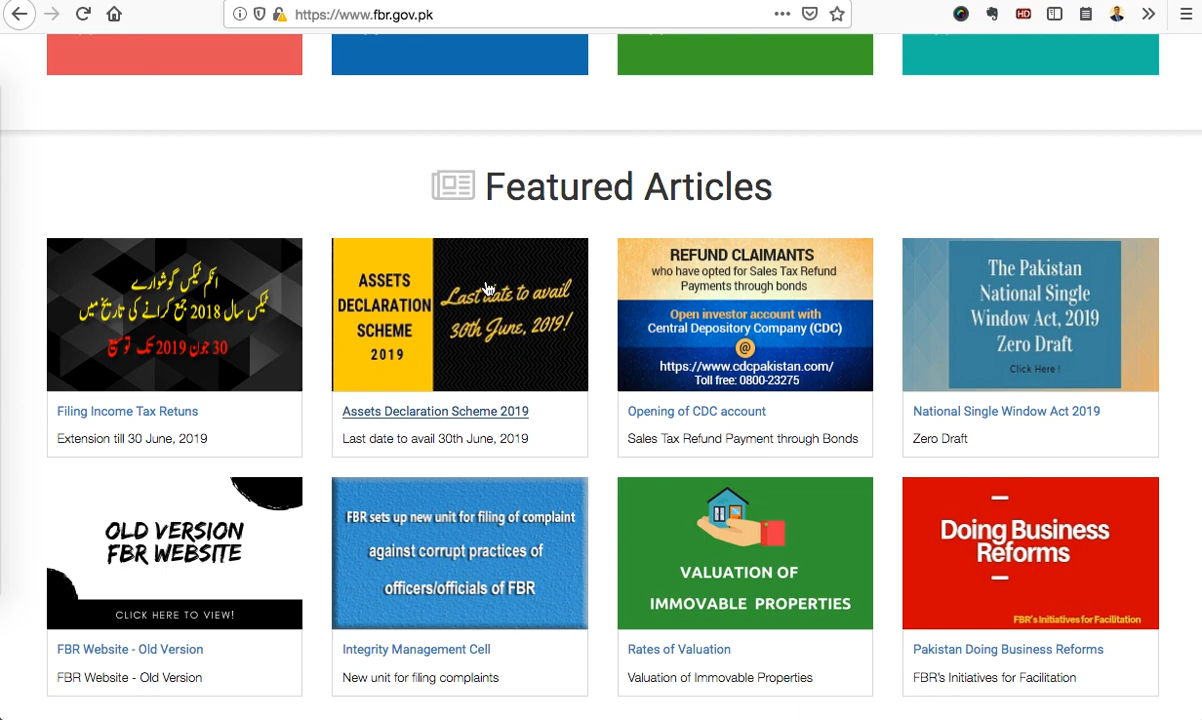 https://www.fbr.gov.pk
HD
Featured Articles
انکم ٹیکس گوشوارے
ٹیکس سال 2018 جمع کرانے کی تاریخ میں
30 جون 2019 تک توسیع
Filing Income Tax Retuns
Extension till 30 June, 2019
ASSETS
DECLARATION
SCHEME
2019
Last date to avail
30th June, 2019!
Assets Declaration Scheme 2019
Last date to avail 30th June, 2019
REFUND CLAIMANTS
who have opted for Sales Tax Refund
Payments through bonds
Open investor account with
Central Depository Company (CDC)
@
https://www.cdcpakistan.com/
Toll free: 0800-23275
Opening of CDC account
Sales Tax Refund Payment through Bonds
The Pakistan
National Single
Window Act, 2019
Zero Draft
Click Here !
National Single Window Act 2019
Zero Draft
OLD VERSION
FBR WEBSITE
CLICK HERE TO VIEW!
FBR Website - Old Version
FBR Website - Old Version
FBR sets up new unit for filing of complaint
against corrupt practices of
officers/officials of FBR
Integrity Management Cell
New unit for filing complaints
VALUATION OF
IMMOVABLE PROPERTIES
Rates of Valuation
Valuation of Immovable Properties
Doing Business
Reforms
FBR's Initiatives for Facilitation
Pakistan Doing Business Reforms
FBR's Initiatives for Facilitation